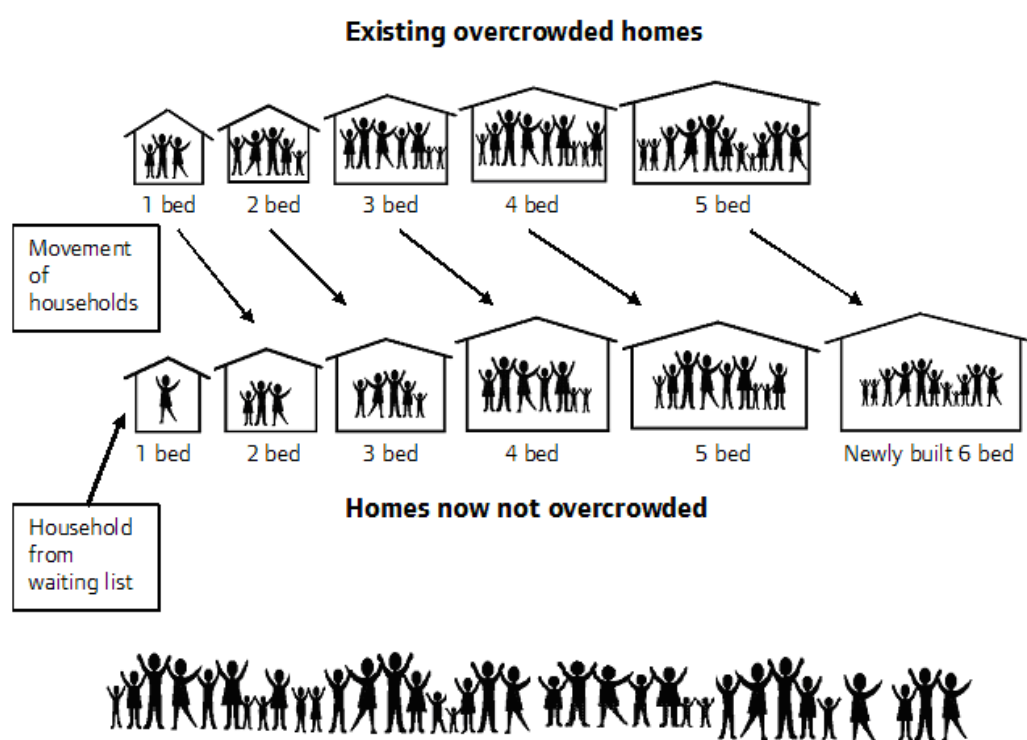 Existing overcrowded homes
1 bed
2 bed
3 bed
4 bed
5 bed
Movement
of
households
1 bed
2 bed
3 bed
4 bed
5 bed
Newly built 6 bed
Homes now not overcrowded
Household
from
waiting list